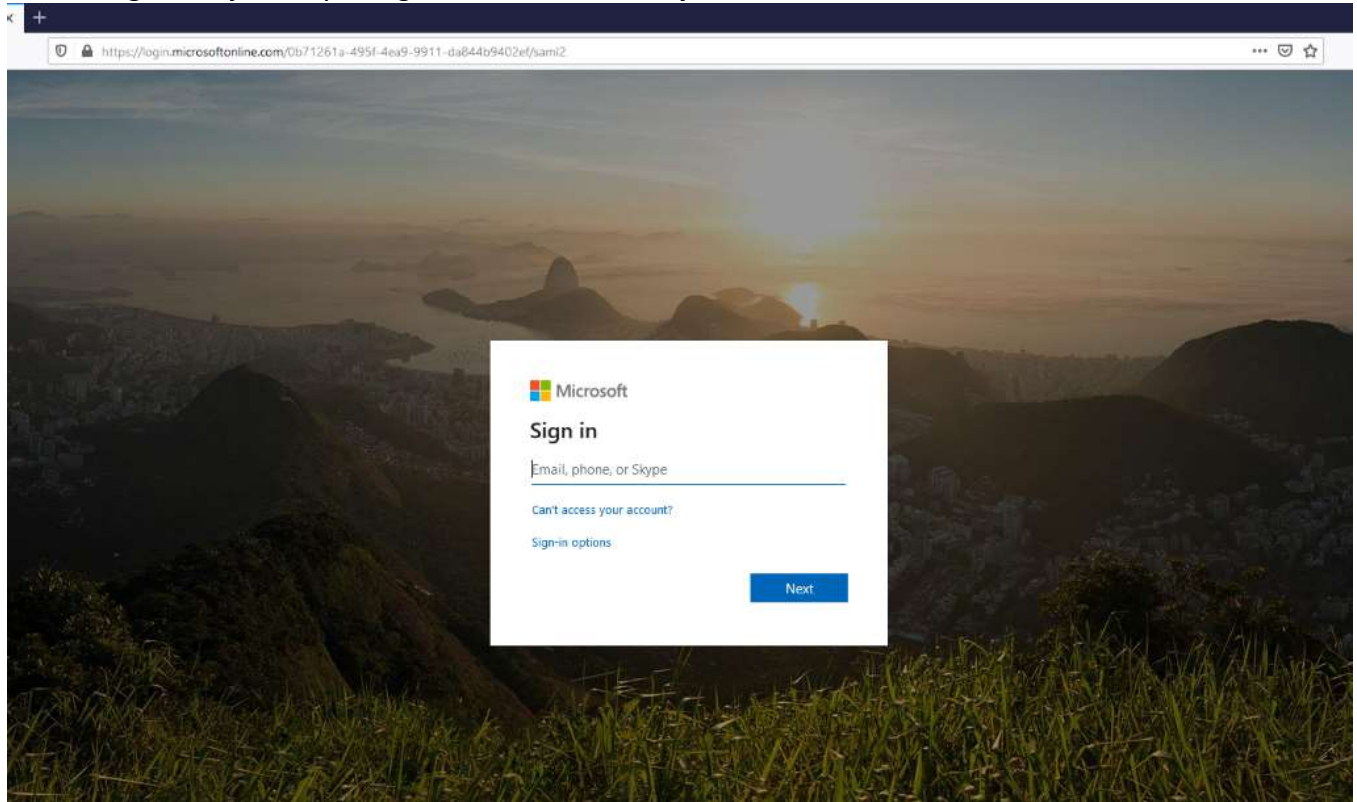 https://login.microsoftonline.com/0b71261a-495f-4ea9-9911-da844b9402ef/saml2
Microsoft
Sign in
Email, phone, or Skype
Can't access your account?
Sign-in options
Next